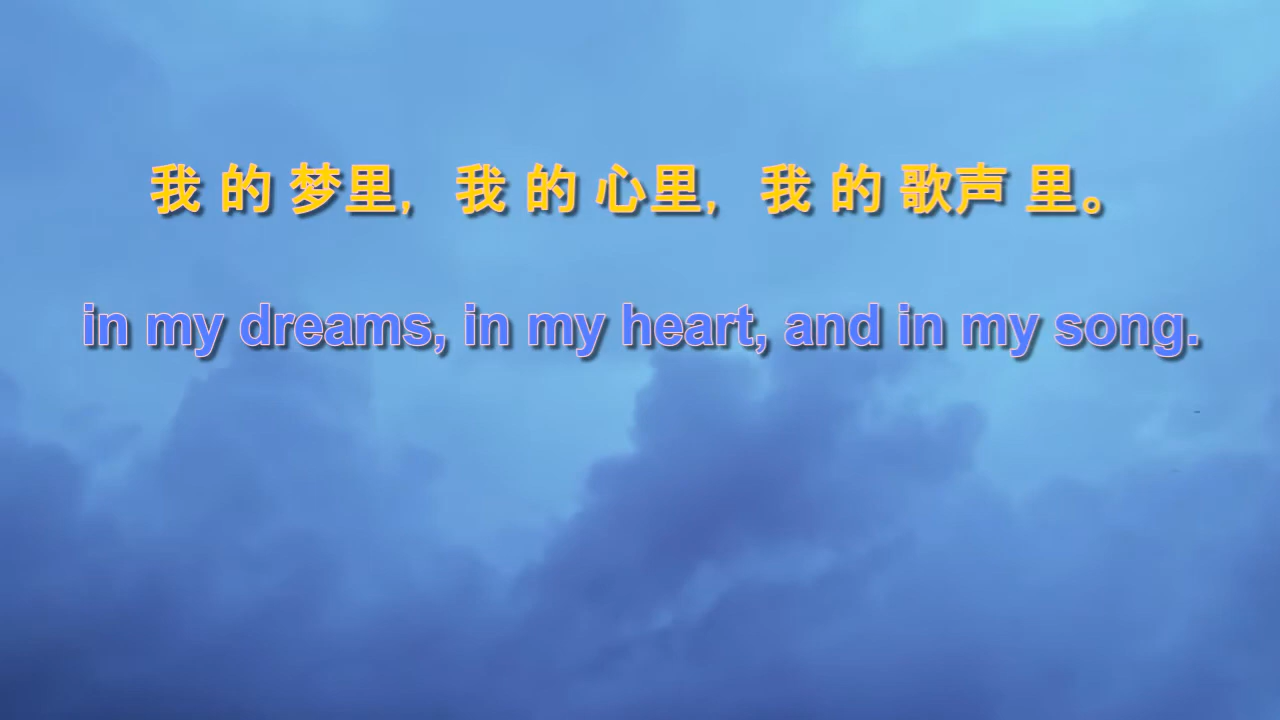 我 的 梦里，我 的 心里，我 的 歌声 里。
in my dreams, in my heart, and in my song.